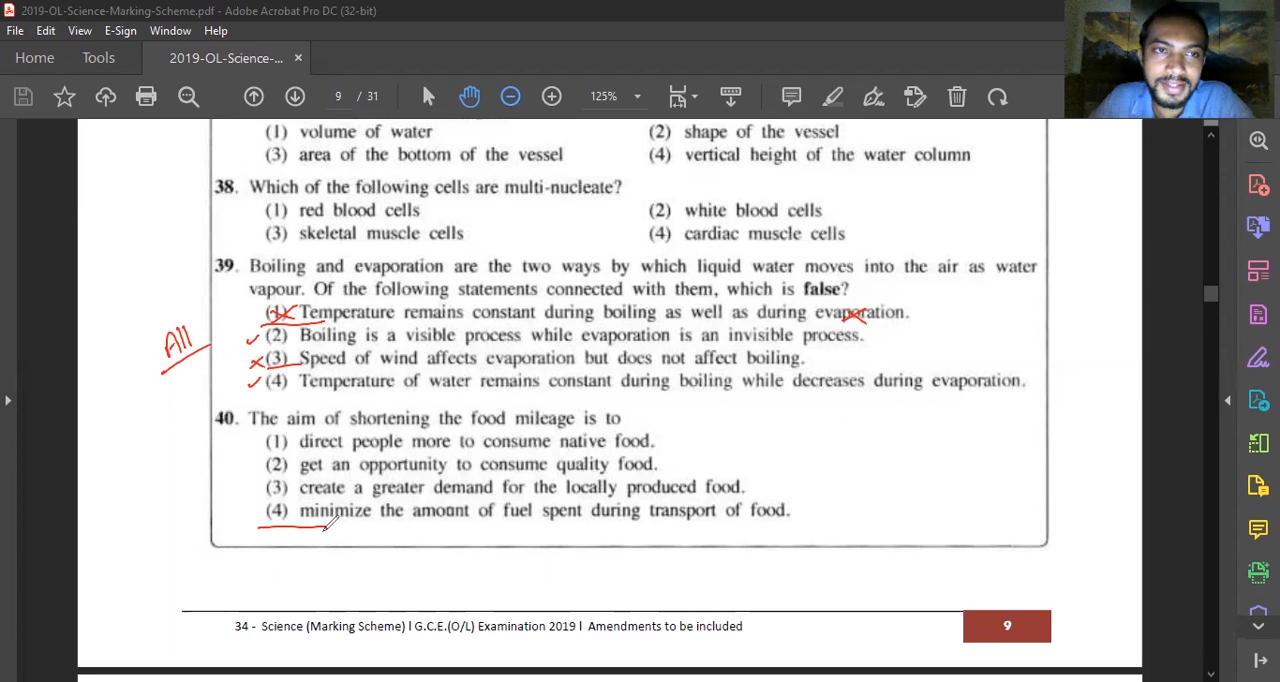 2019-OL-Science-Marking-Scheme.pdf - Adobe Acrobat Pro DC (32-bit)
File Edit View E-Sign Window Help
Home Tools 2019-OL-Science-... ×
9 / 31 125%
(1) volume of water (2) shape of the vessel
(3) area of the bottom of the vessel (4) vertical height of the water column
38. Which of the following cells are multi-nucleate?
(1) red blood cells (2) white blood cells
(3) skeletal muscle cells (4) cardiac muscle cells
39. Boiling and evaporation are the two ways by which liquid water moves into the air as water
vapour. Of the following statements connected with them, which is false?
(1) Temperature remains constant during boiling as well as during evaporation.
All
(2) Boiling is a visible process while evaporation is an invisible process.
(3) Speed of wind affects evaporation but does not affect boiling.
(4) Temperature of water remains constant during boiling while decreases during evaporation.
40. The aim of shortening the food mileage is to
(1) direct people more to consume native food.
(2) get an opportunity to consume quality food.
(3) create a greater demand for the locally produced food.
(4) minimize the amount of fuel spent during transport of food.
34 - Science (Marking Scheme) l G.C.E.(O/L) Examination 2019 l Amendments to be included 9